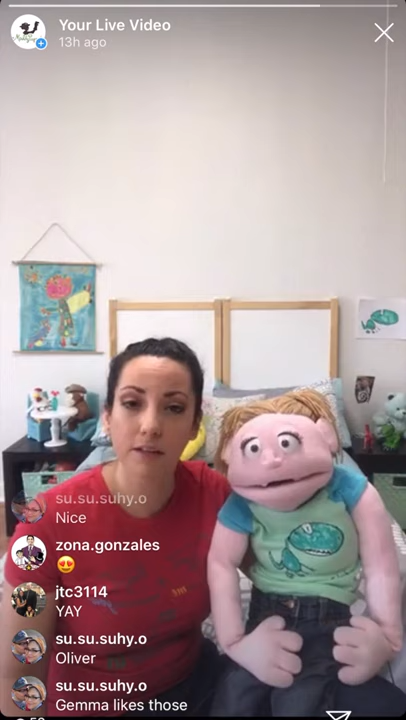 Your Live Video
13h ago
su.su.suhy.o
Nice
zona.gonzales
😍
jtc3114
YAY
su.su.suhy.o
Oliver
su.su.suhy.o
Gemma likes those